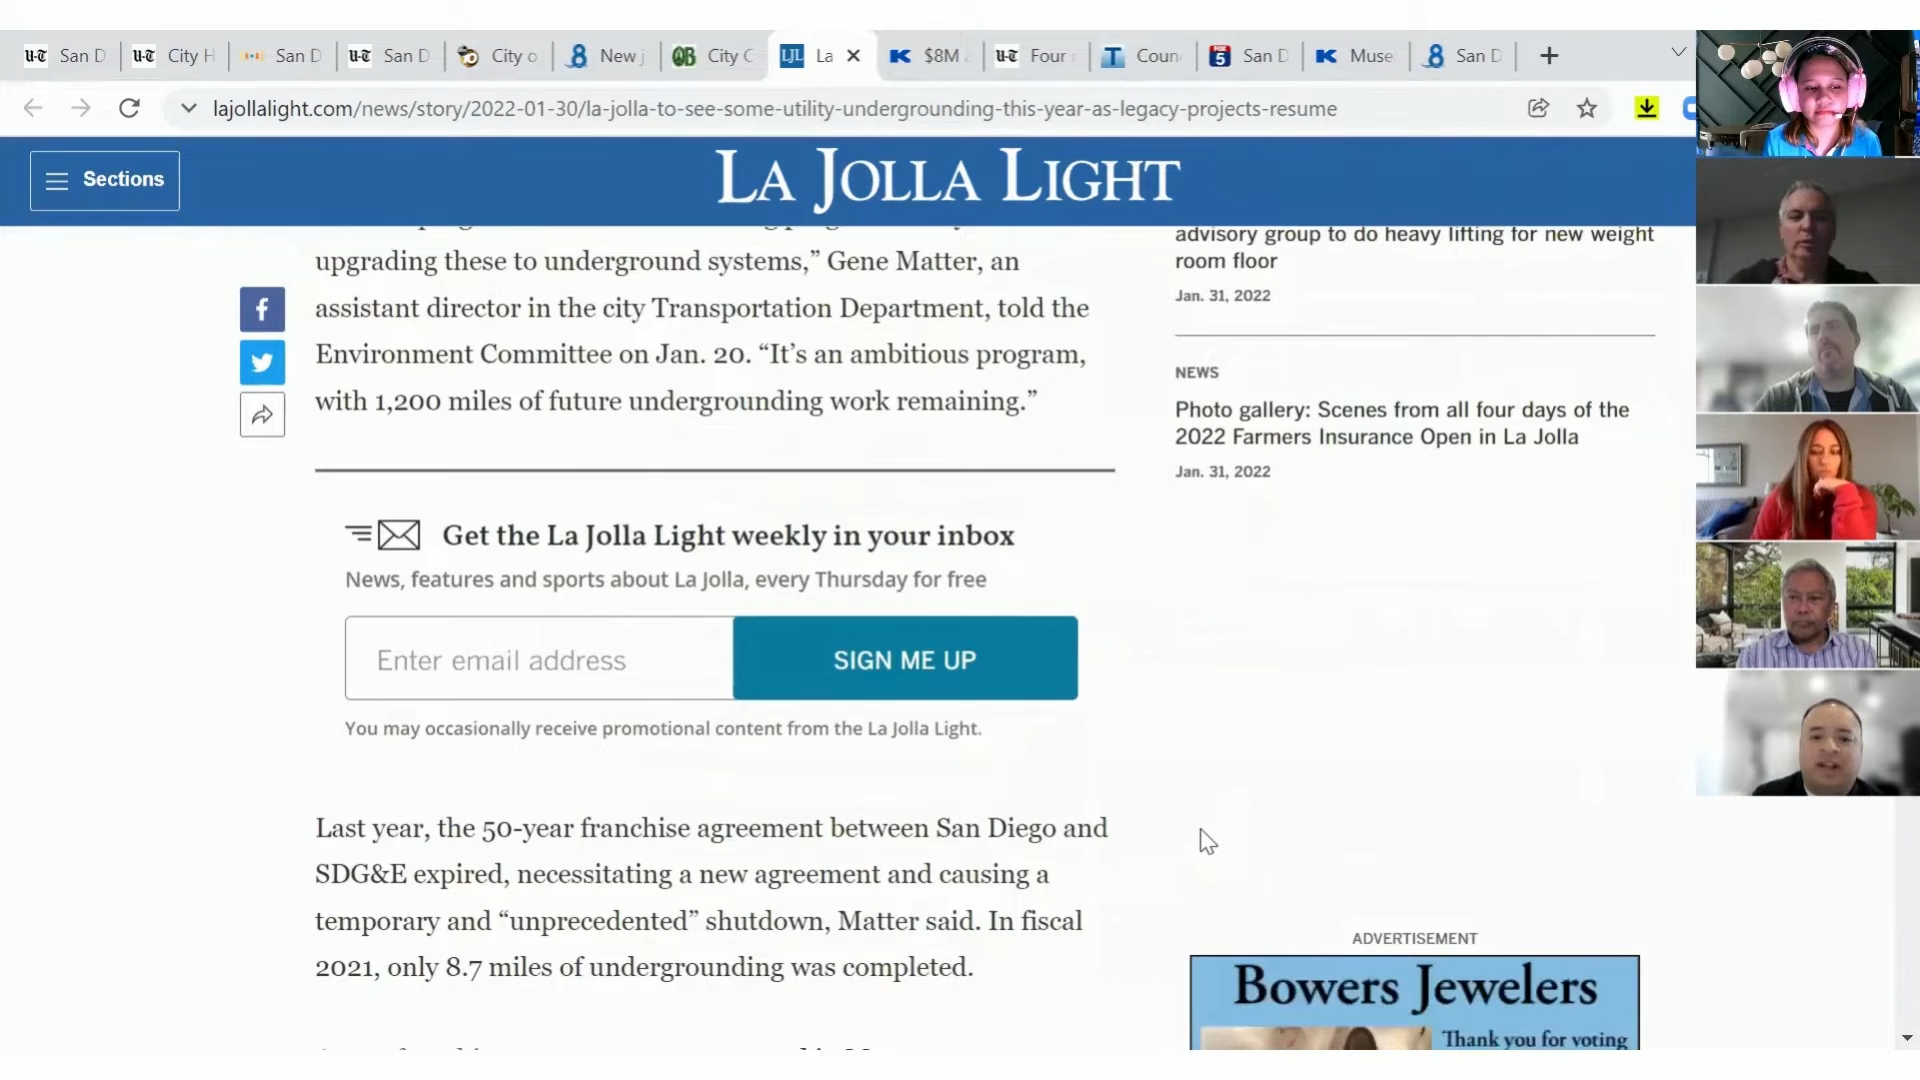 San D
City H
San D
San D
City o
New j
City C
La
$8M a
Four
Coun
San D
Muse
San D
lajollalight.com/news/story/2022-01-30/la-jolla-to-see-some-utility-undergrounding-this-year-as-legacy-projects-resume
Sections
LA JOLLA LIGHT
upgrading these to underground systems,” Gene Matter, an
assistant director in the city Transportation Department, told the
Environment Committee on Jan. 20. “It’s an ambitious program,
with 1,200 miles of future undergrounding work remaining.”
Get the La Jolla Light weekly in your inbox
News, features and sports about La Jolla, every Thursday for free
Enter email address
SIGN ME UP
You may occasionally receive promotional content from the La Jolla Light.
Last year, the 50-year franchise agreement between San Diego and
SDG&E expired, necessitating a new agreement and causing a
temporary and “unprecedented” shutdown, Matter said. In fiscal
2021, only 8.7 miles of undergrounding was completed.
advisory group to do heavy lifting for new weight
room floor
Jan. 31, 2022
NEWS
Photo gallery: Scenes from all four days of the
2022 Farmers Insurance Open in La Jolla
Jan. 31, 2022
ADVERTISEMENT
Bowers Jewelers
Thank you for voting